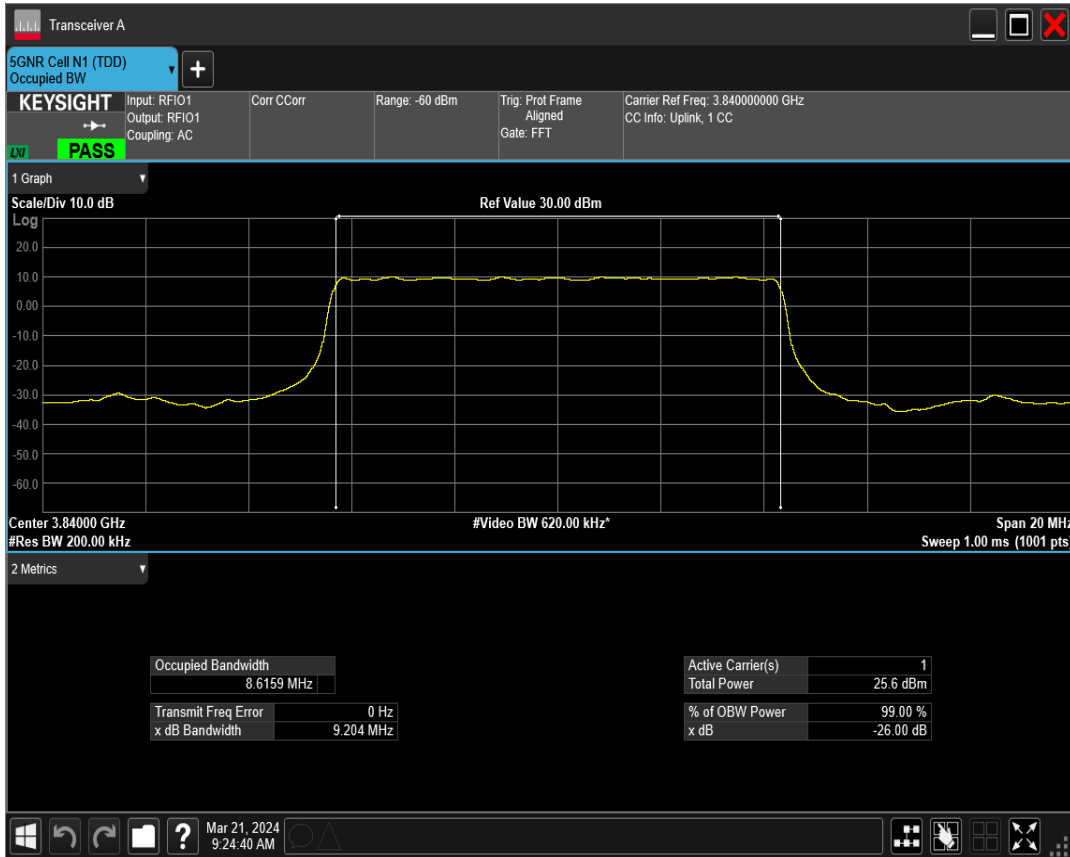 Transceiver A
5GNR Cell N1 (TDD)
Occupied BW
+
KEYSIGHT
LXI
PASS
Input: RFIO1
Output: RFIO1
Coupling: AC
Corr CCorr
Range: -60 dBm
Trig: Prot Frame
Aligned
Gate: FFT
Carrier Ref Freq: 3.840000000 GHz
CC Info: Uplink, 1 CC
1 Graph
Scale/Div 10.0 dB
Ref Value 30.00 dBm
Log
20.0
10.0
0.00
-10.0
-20.0
-30.0
-40.0
-50.0
-60.0
Center 3.84000 GHz
#Video BW 620.00 kHz*
Span 20 MHz
#Res BW 200.00 kHz
Sweep 1.00 ms (1001 pts)
2 Metrics
Occupied Bandwidth
8.6159 MHz
Transmit Freq Error 0 Hz
x dB Bandwidth 9.204 MHz
Active Carrier(s) 1
Total Power 25.6 dBm
% of OBW Power 99.00 %
x dB -26.00 dB
?
Mar 21, 2024
9:24:40 AM